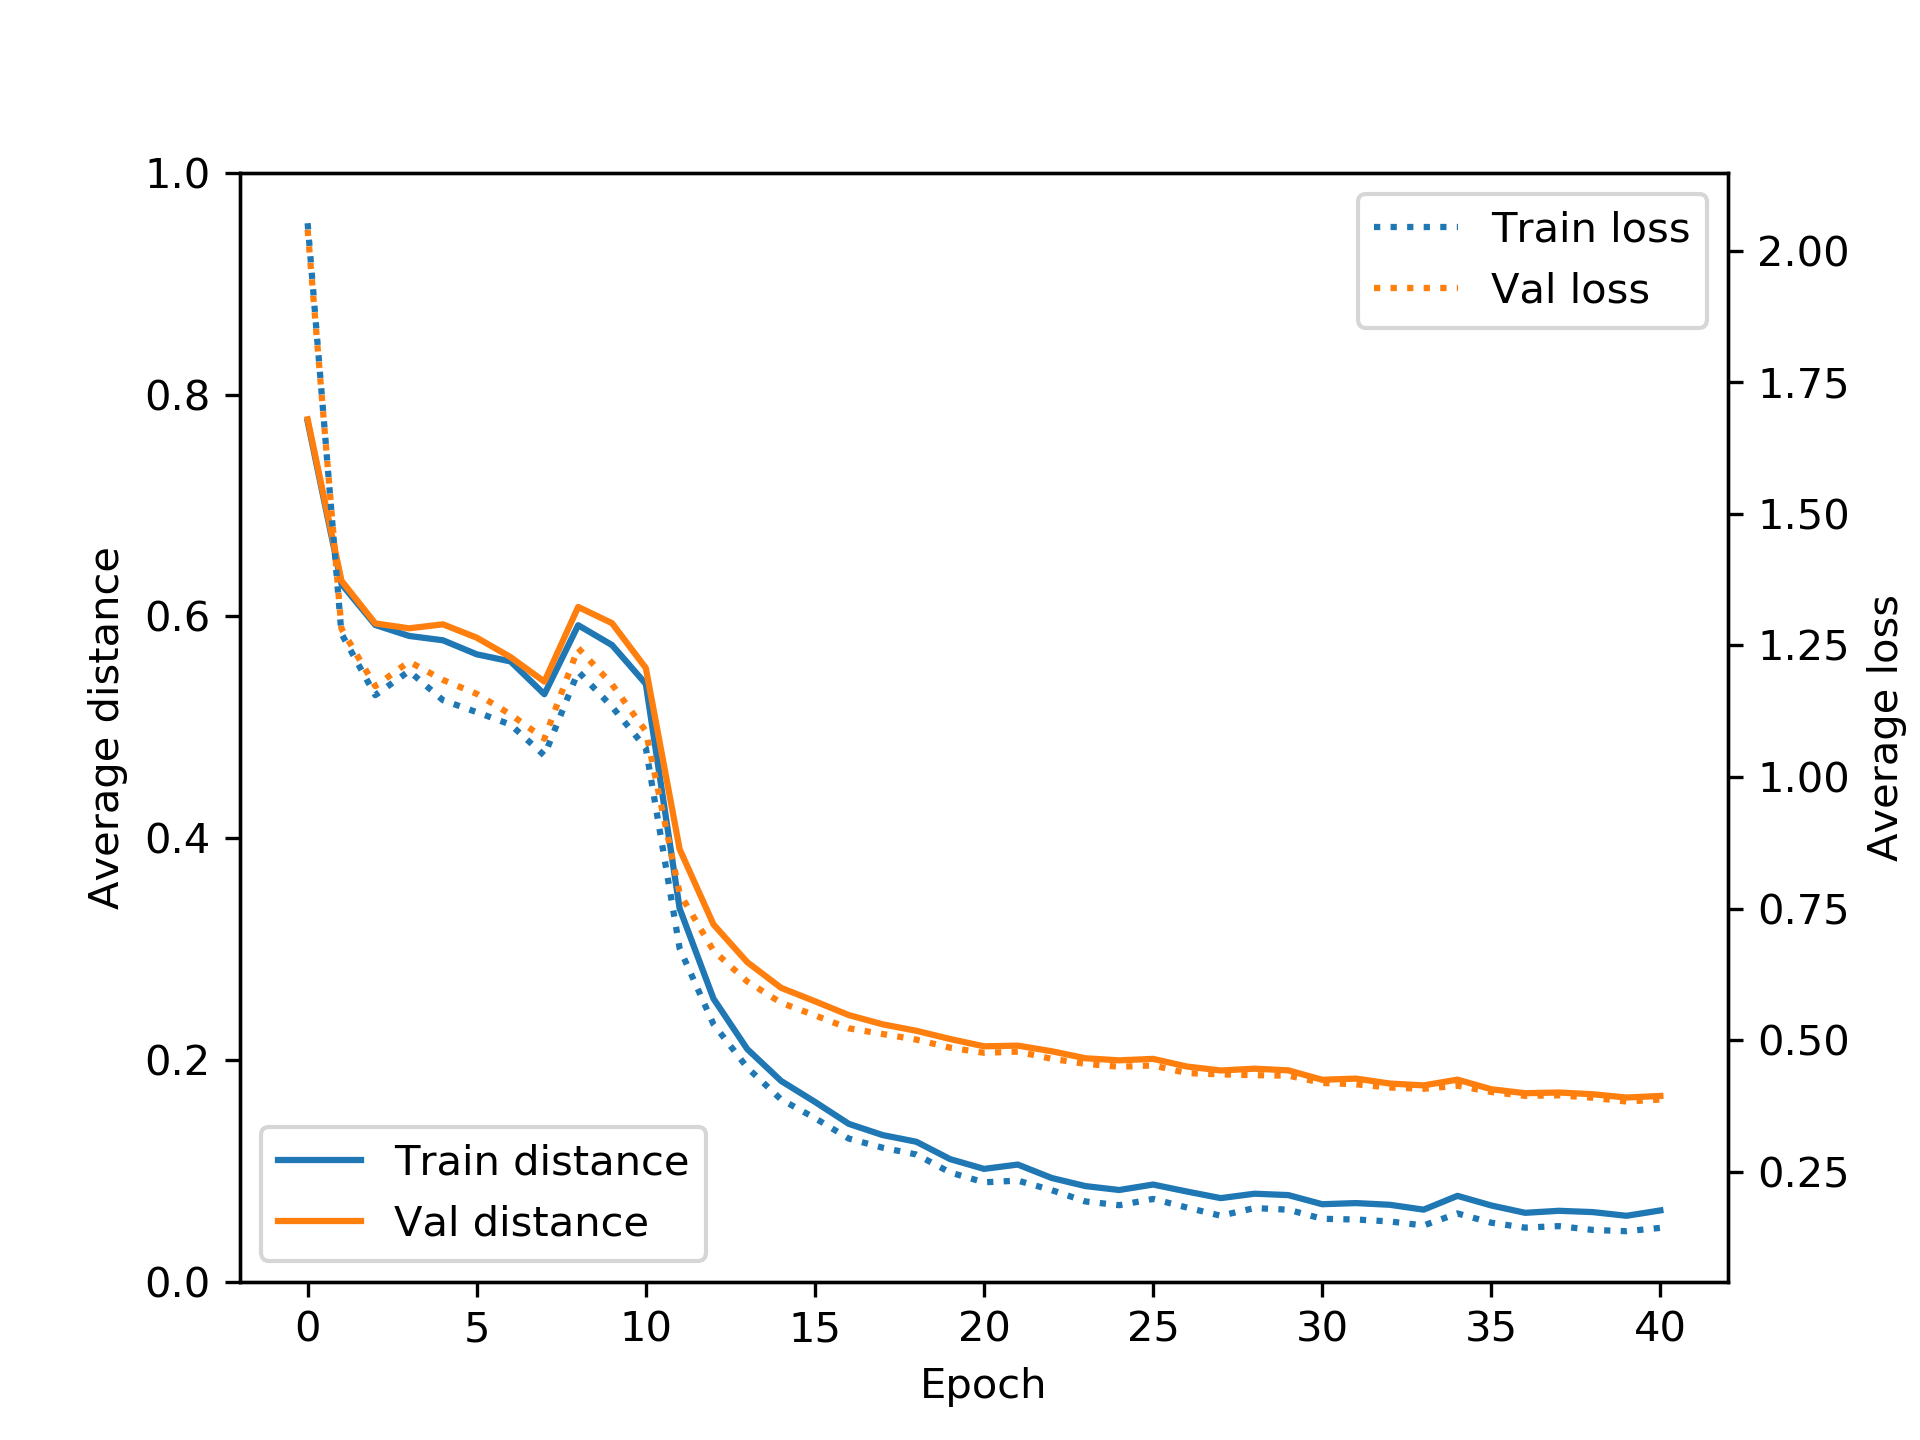 1.0
0.8
0.6
0.4
0.2
0.0
Average distance
Train loss
Val loss
2.00
1.75
1.50
1.25
1.00
0.75
0.50
0.25
Average loss
Train distance
Val distance
0 5 10 15 20 25 30 35 40
Epoch